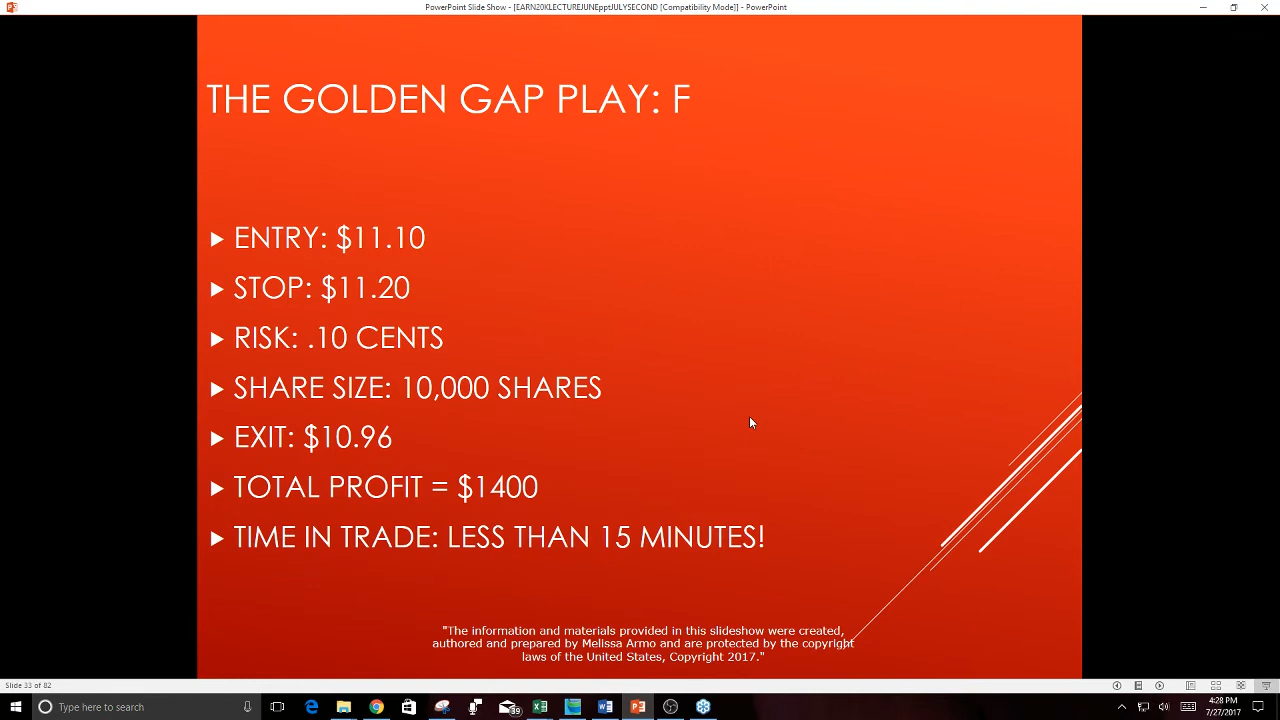 PowerPoint Slide Show - [EARN20KLECTUREJUNEpptJULYSECOND [Compatibility Mode]] - PowerPoint
THE GOLDEN GAP PLAY: F
ENTRY: $11.10
STOP: $11.20
RISK: .10 CENTS
SHARE SIZE: 10,000 SHARES
EXIT: $10.96
TOTAL PROFIT = $1400
TIME IN TRADE: LESS THAN 15 MINUTES!
"The information and materials provided in this slideshow were created,
authored and prepared by Melissa Armo and are protected by the copyright
laws of the United States, Copyright 2017."
Slide 33 of 82
Type here to search
4:28 PM
7/27/2017